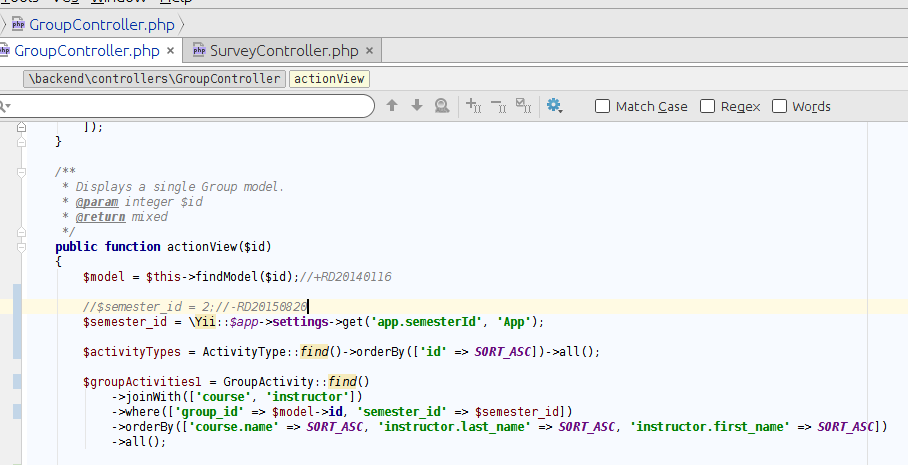 Tools VCS Window Help
GroupController.php
GroupController.php × SurveyController.php ×
\backend\controllers\GroupController actionView
Match Case Regex Words
]);
}
/**
* Displays a single Group model.
* @param integer $id
* @return mixed
*/
public function actionView($id)
{
$model = $this->findModel($id);//+RD20140116
//$semester_id = 2;//-RD20150820
$semester_id = \Yii::$app->settings->get('app.semesterId', 'App');
$activityTypes = ActivityType::find()->orderBy(['id' => SORT_ASC])->all();
$groupActivities1 = GroupActivity::find()
->joinWith(['course', 'instructor'])
->where(['group_id' => $model->id, 'semester_id' => $semester_id])
->orderBy(['course.name' => SORT_ASC, 'instructor.last_name' => SORT_ASC, 'instructor.first_name' => SORT_ASC])
->all();